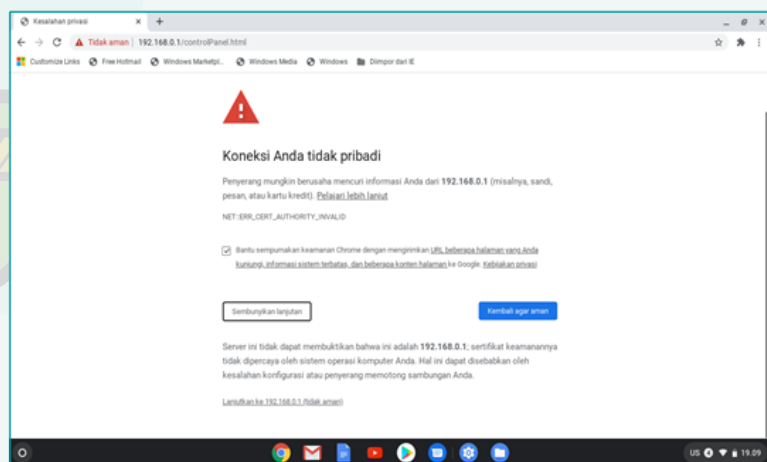 Kesalahan privasi
Tidak aman | 192.168.0.1/controlPanel.html
Customize Links Free Hotmail Windows Marketpl... Windows Media Windows Diimpor dari IE
Koneksi Anda tidak pribadi
Penyerang mungkin berusaha mencuri informasi Anda dari 192.168.0.1 (misalnya, sandi,
pesan, atau kartu kredit). Pelajari lebih lanjut
NET::ERR_CERT_AUTHORITY_INVALID
Bantu sempurnakan keamanan Chrome dengan mengirimkan URL beberapa halaman yang Anda
kunjungi, informasi sistem terbatas, dan beberapa konten halaman ke Google. Kebijakan privasi
Sembunyikan lanjutan
Kembali agar aman
Server ini tidak dapat membuktikan bahwa ini adalah 192.168.0.1; sertifikat keamanannya
tidak dipercaya oleh sistem operasi komputer Anda. Hal ini dapat disebabkan oleh
kesalahan konfigurasi atau penyerang memotong sambungan Anda.
Lanjutkan ke 192.168.0.1 (tidak aman)
US 4 19.09